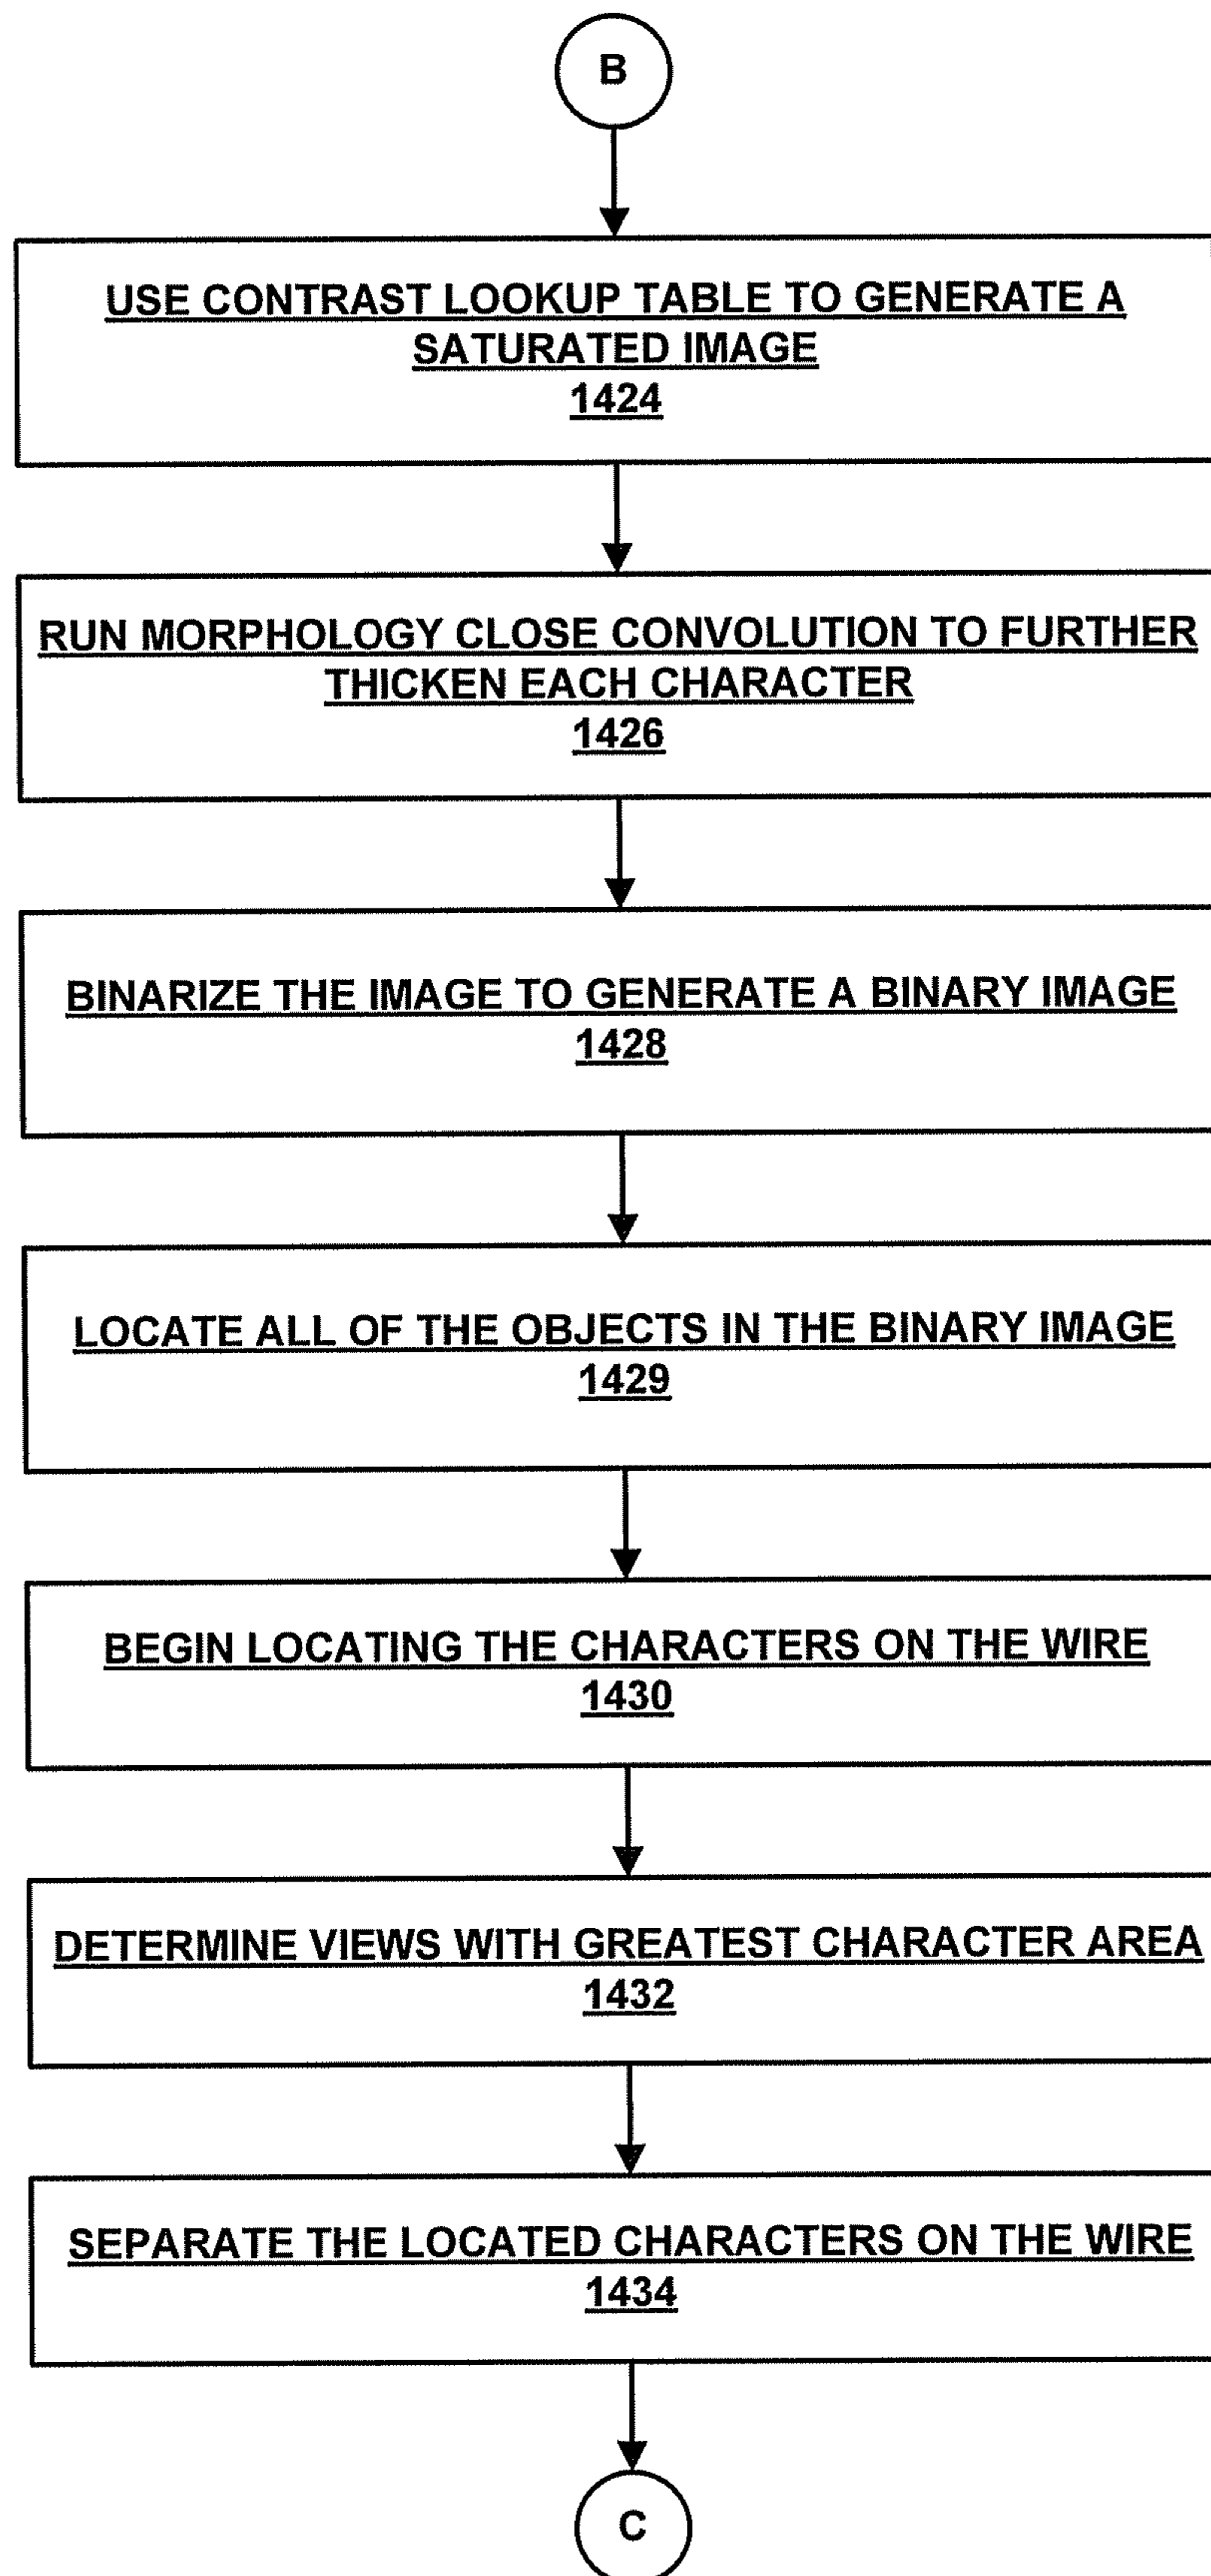 B
USE CONTRAST LOOKUP TABLE TO GENERATE A
SATURATED IMAGE
1424
RUN MORPHOLOGY CLOSE CONVOLUTION TO FURTHER
THICKEN EACH CHARACTER
1426
BINARIZE THE IMAGE TO GENERATE A BINARY IMAGE
1428
LOCATE ALL OF THE OBJECTS IN THE BINARY IMAGE
1429
BEGIN LOCATING THE CHARACTERS ON THE WIRE
1430
DETERMINE VIEWS WITH GREATEST CHARACTER AREA
1432
SEPARATE THE LOCATED CHARACTERS ON THE WIRE
1434
C